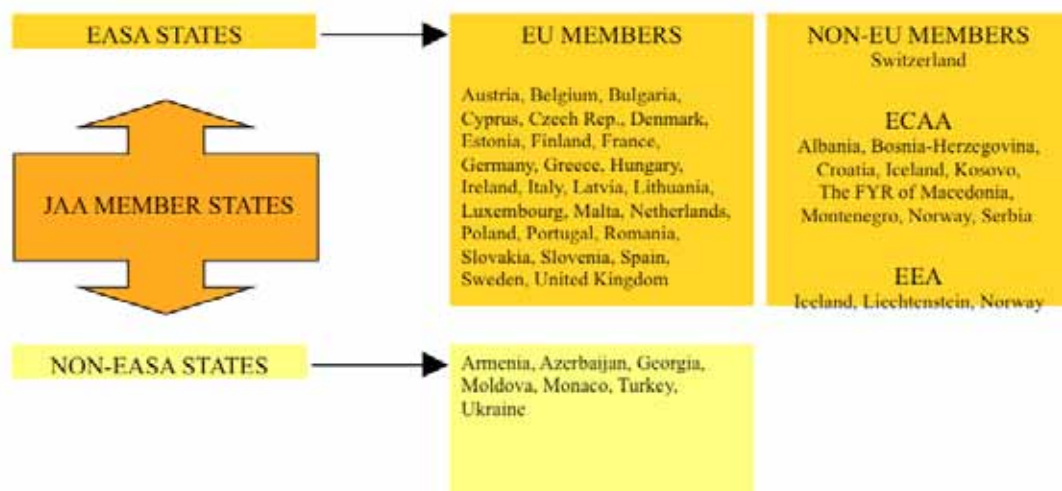 EASA STATES
EU MEMBERS
Austria, Belgium, Bulgaria,
Cyprus, Czech Rep., Denmark,
Estonia, Finland, France,
Germany, Greece, Hungary,
Ireland, Italy, Latvia, Lithuania,
Luxembourg, Malta, Netherlands,
Poland, Portugal, Romania,
Slovakia, Slovenia, Spain,
Sweden, United Kingdom
NON-EU MEMBERS
Switzerland
ECAA
Albania, Bosnia-Herzegovina,
Croatia, Iceland, Kosovo,
The FYR of Macedonia,
Montenegro, Norway, Serbia
EEA
Iceland, Liechtenstein, Norway
JAA MEMBER STATES
NON-EASA STATES
Armenia, Azerbaijan, Georgia,
Moldova, Monaco, Turkey,
Ukraine